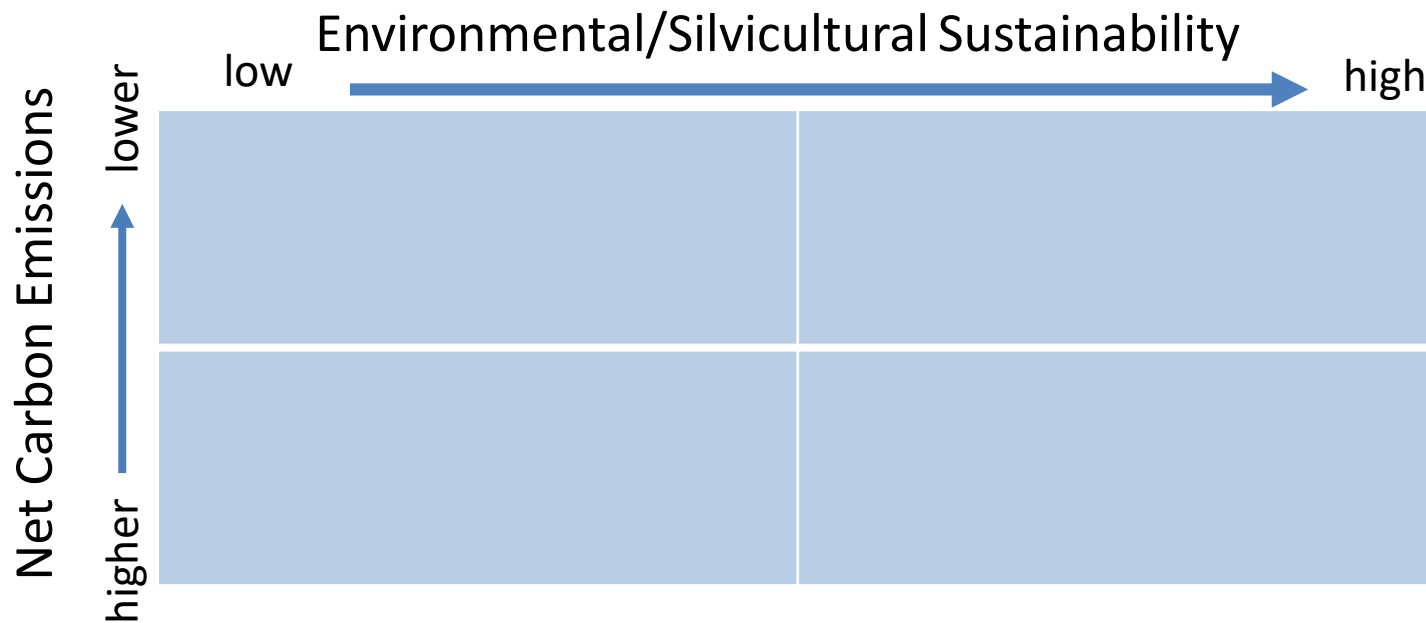 Environmental/Silvicultural Sustainability
low
high
Net Carbon Emissions
lower
higher